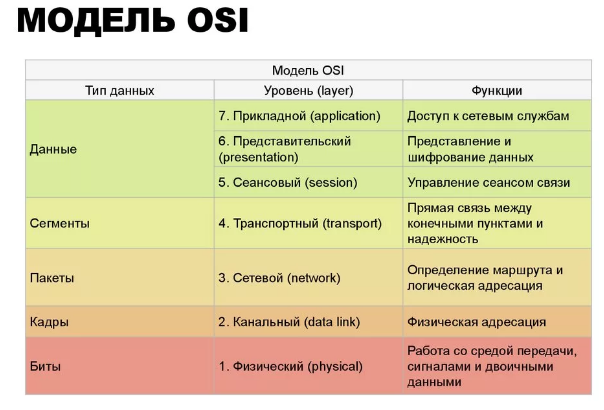 МОДЕЛЬ OSI
Модель OSI
Тип данных Уровень (layer) Функции
Данные
7. Прикладной (application) Доступ к сетевым службам
6. Представительский
(presentation)
Представление и
шифрование данных
5. Сеансовый (session) Управление сеансом связи
Сегменты 4. Транспортный (transport)
Прямая связь между
конечными пунктами и
надежность
Пакеты 3. Сетевой (network)
Определение маршрута и
логическая адресация
Кадры 2. Канальный (data link) Физическая адресация
Биты 1. Физический (physical)
Работа со средой передачи,
сигналами и двоичными
данными